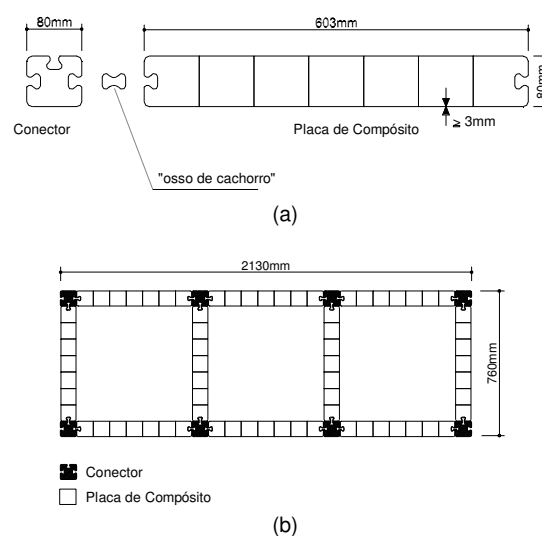 80mm
603mm
80mm
≥ 3mm
Conector
Placa de Compósito
"osso de cachorro"
(a)
2130mm
760mm
Conector
Placa de Compósito
(b)